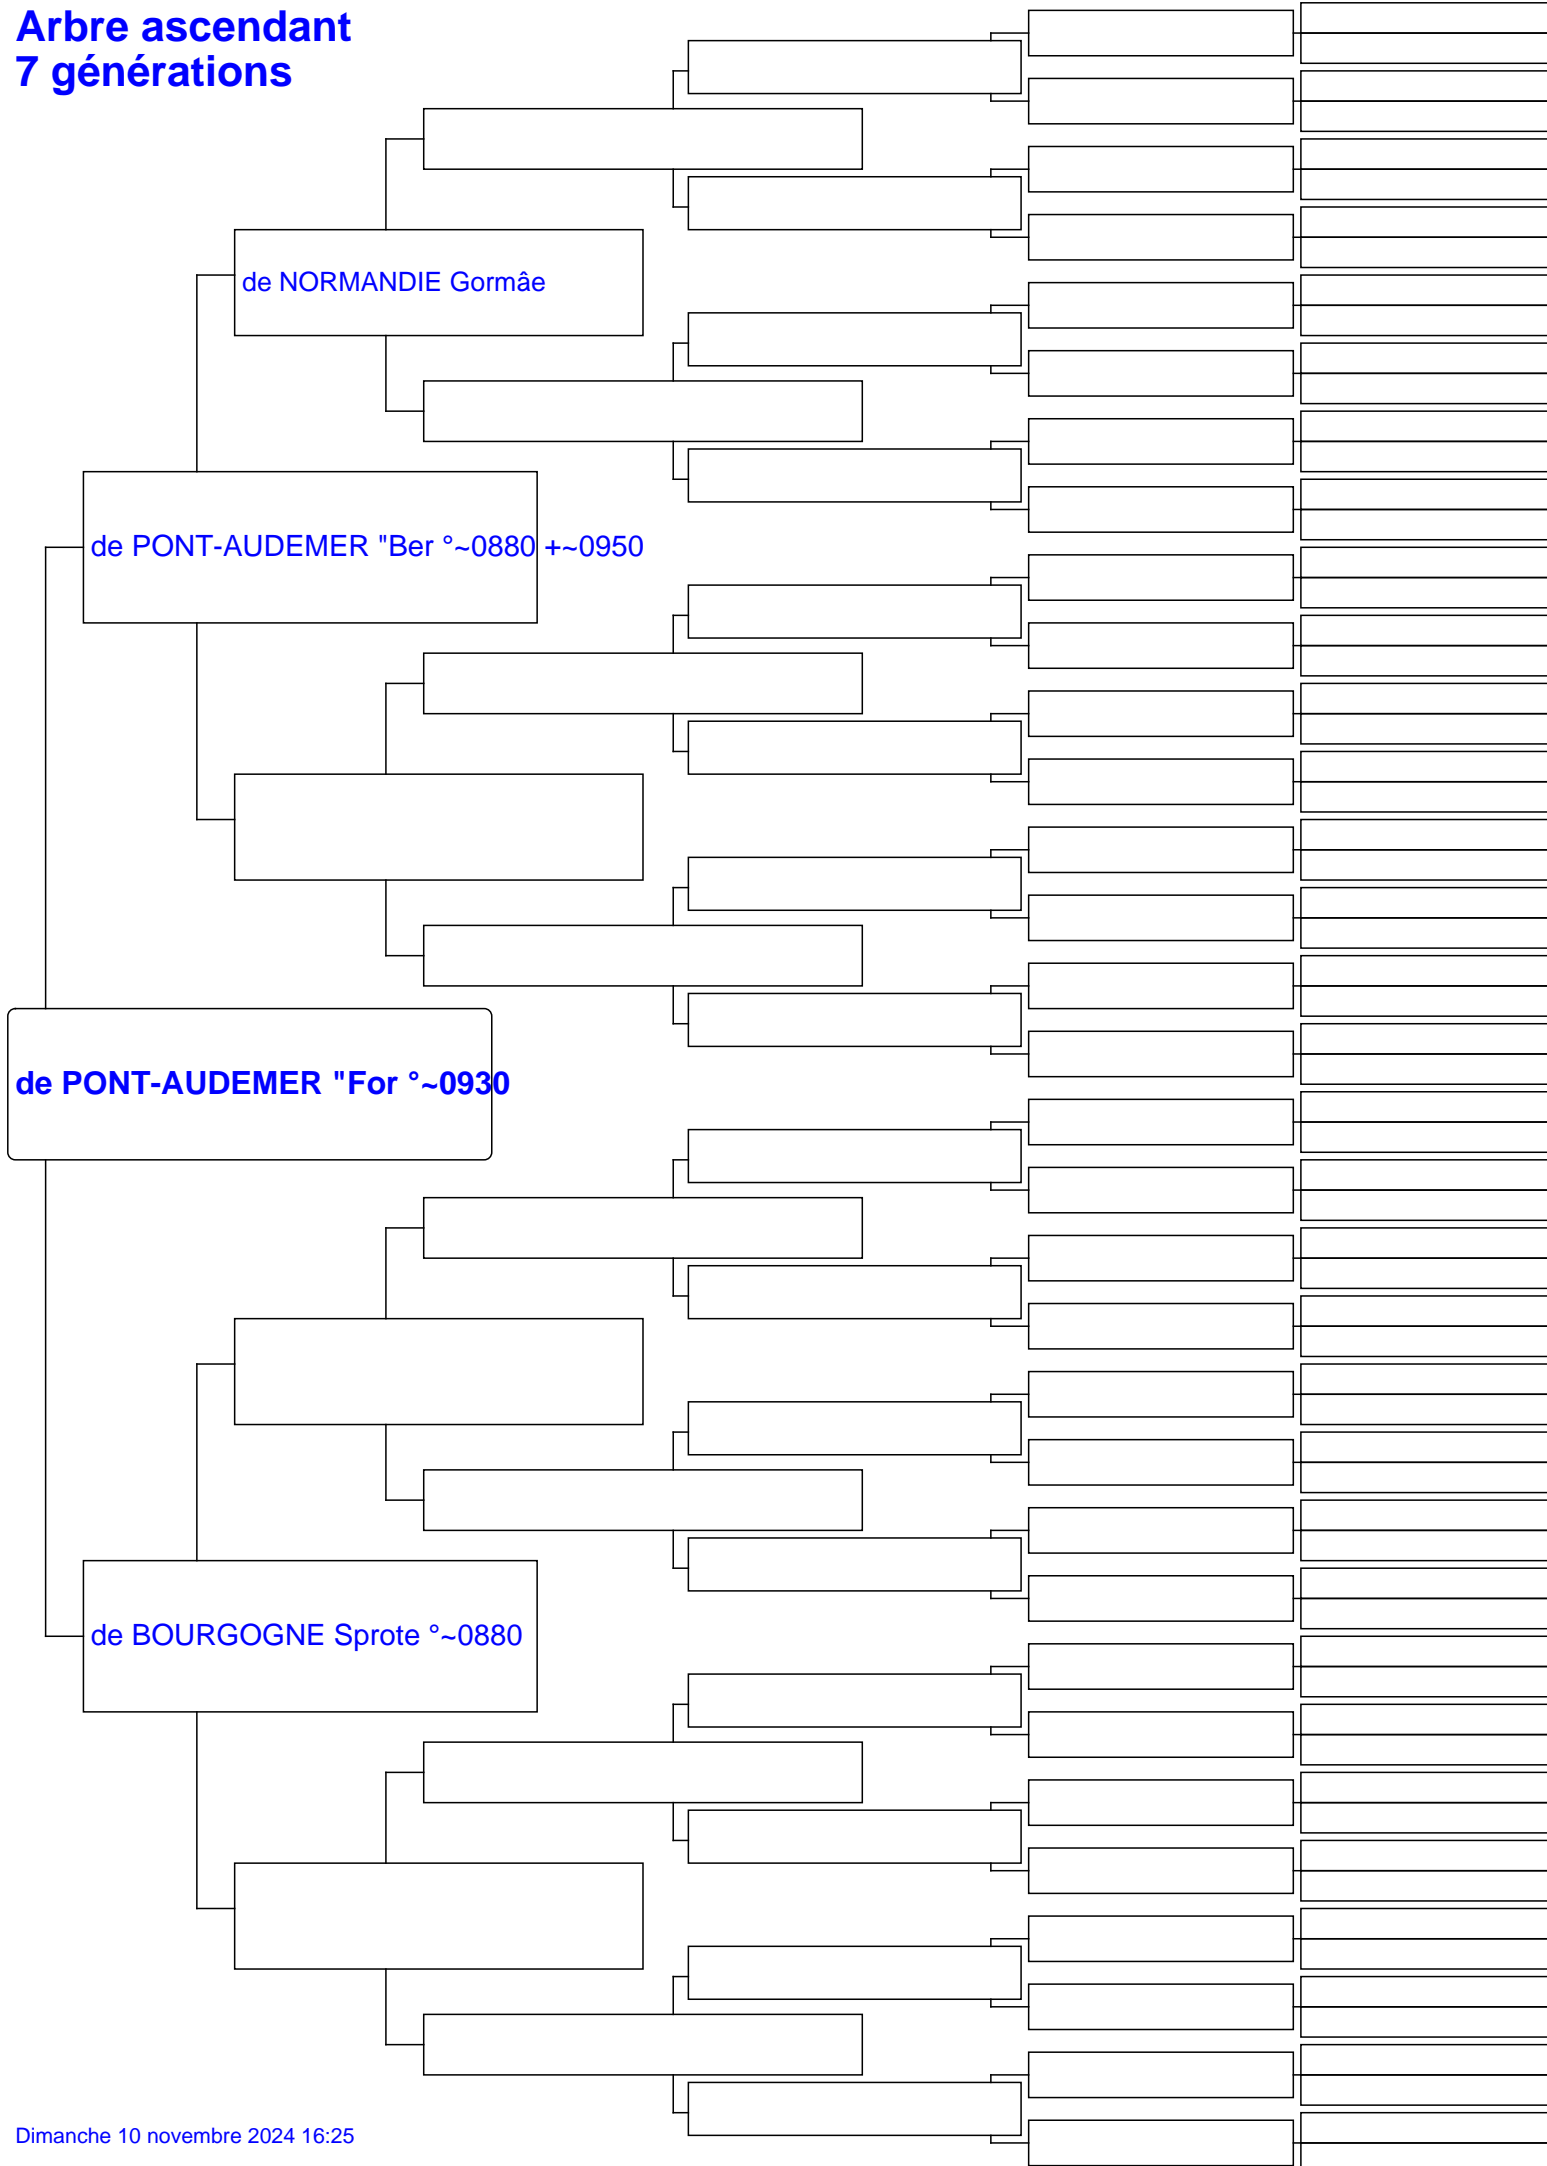 Arbre ascendant
7 générations
de NORMANDIE Gormâe
de PONT-AUDEMER "Ber °~0880 +~0950
de PONT-AUDEMER "For °~0930
de BOURGOGNE Sprote °~0880
Dimanche 10 novembre 2024 16:25